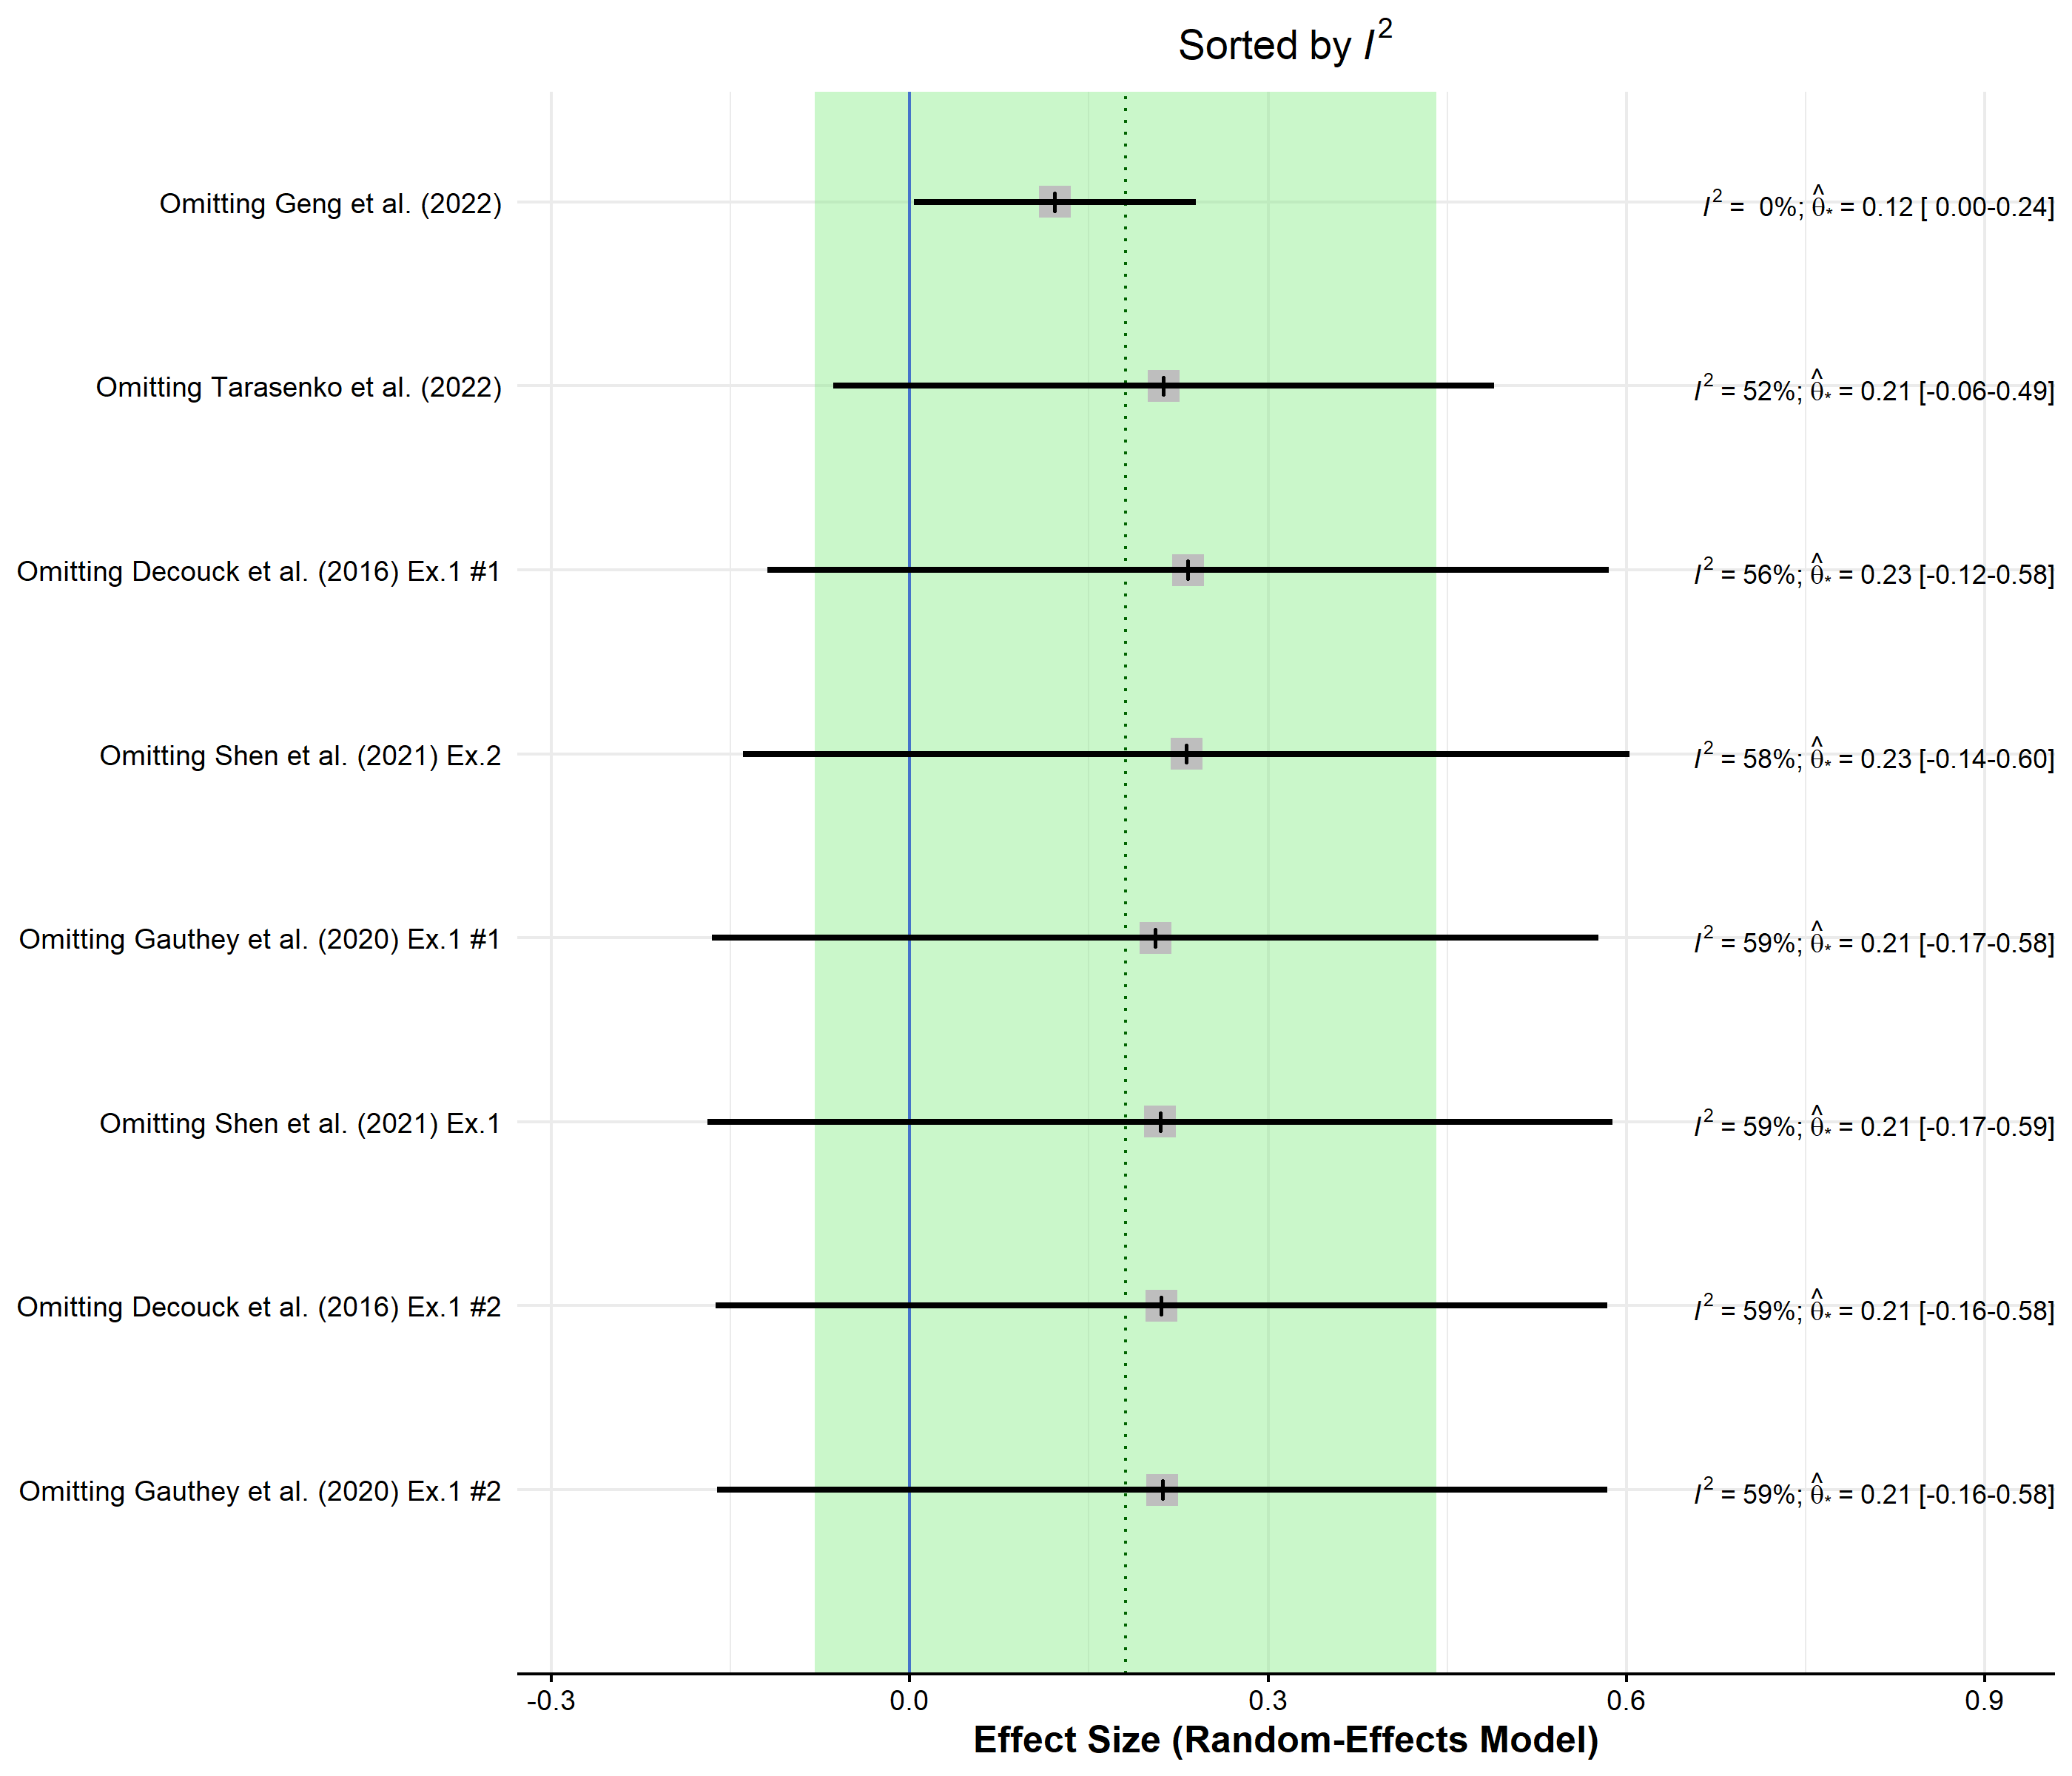 Sorted by I²
Omitting Geng et al. (2022) I² =  0%; θ̂* = 0.12 [ 0.00-0.24]
Omitting Tarasenko et al. (2022) I² = 52%; θ̂* = 0.21 [-0.06-0.49]
Omitting Decouck et al. (2016) Ex.1 #1 I² = 56%; θ̂* = 0.23 [-0.12-0.58]
Omitting Shen et al. (2021) Ex.2 I² = 58%; θ̂* = 0.23 [-0.14-0.60]
Omitting Gauthey et al. (2020) Ex.1 #1 I² = 59%; θ̂* = 0.21 [-0.17-0.58]
Omitting Shen et al. (2021) Ex.1 I² = 59%; θ̂* = 0.21 [-0.17-0.59]
Omitting Decouck et al. (2016) Ex.1 #2 I² = 59%; θ̂* = 0.21 [-0.16-0.58]
Omitting Gauthey et al. (2020) Ex.1 #2 I² = 59%; θ̂* = 0.21 [-0.16-0.58]
-0.3 0.0 0.3 0.6 0.9
Effect Size (Random-Effects Model)